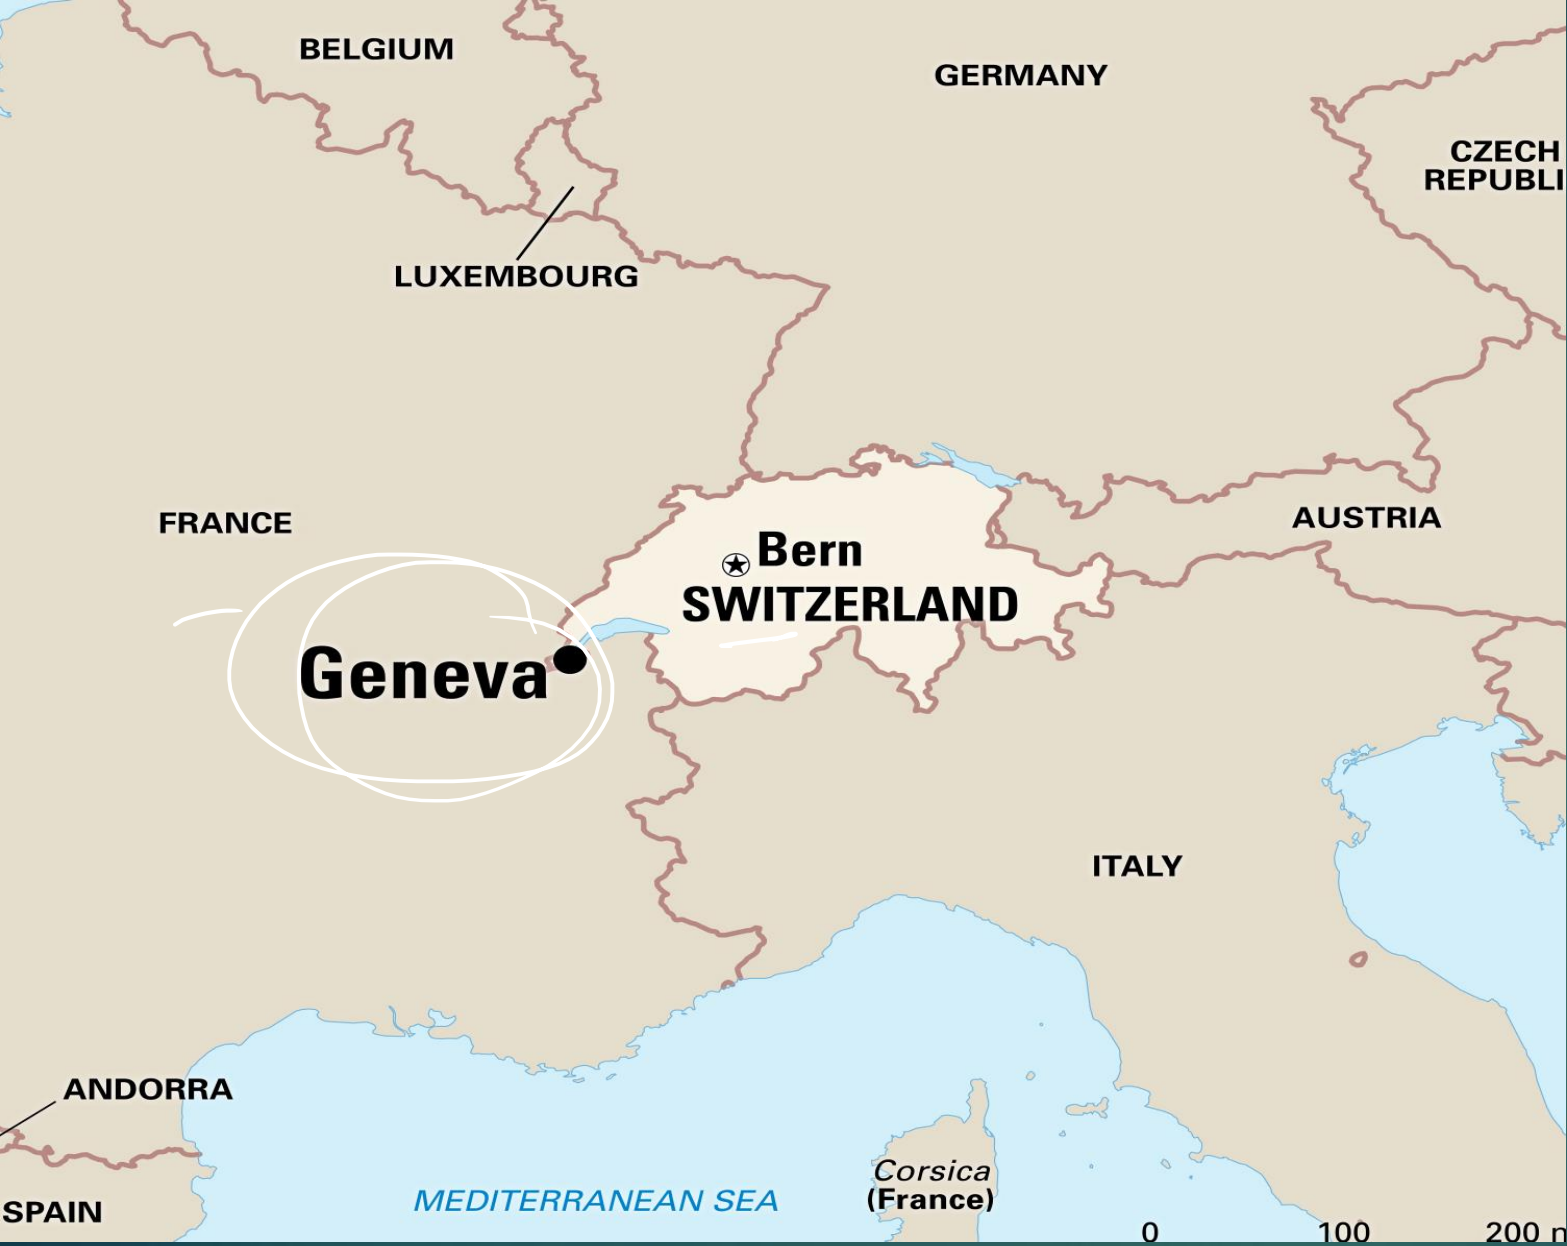 BELGIUM
GERMANY
CZECH
REPUBLI
LUXEMBOURG
FRANCE
AUSTRIA
Bern
SWITZERLAND
Geneva
ITALY
ANDORRA
SPAIN
MEDITERRANEAN SEA
Corsica
(France)
0 100 200 n